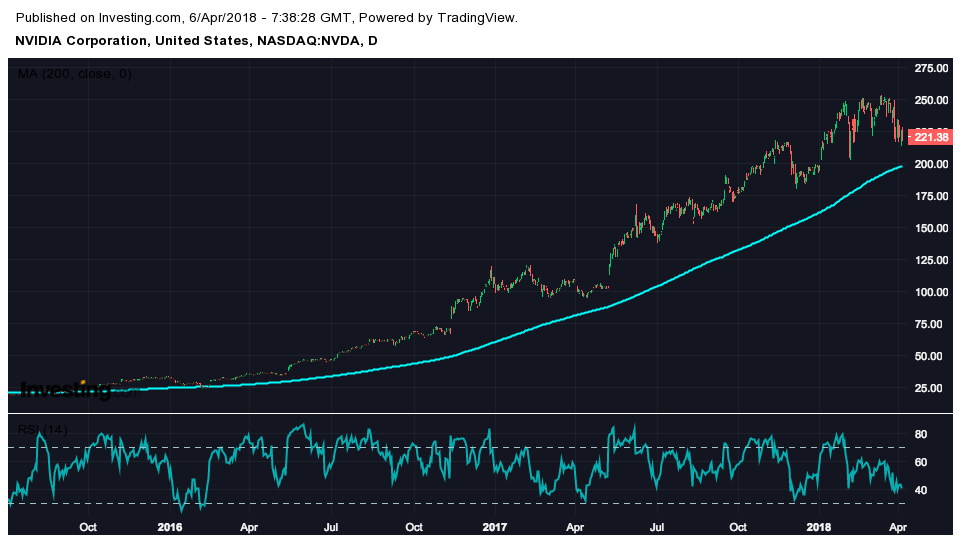 Published on Investing.com, 6/Apr/2018 - 7:38:28 GMT, Powered by TradingView.
NVIDIA Corporation, United States, NASDAQ:NVDA, D
MA (200, close, 0)
275.00
250.00
221.38
200.00
175.00
150.00
125.00
100.00
75.00
50.00
25.00
Investing.com
RSI (14)
80
60
40
Oct 2016 Apr Jul Oct 2017 Apr Jul Oct 2018 Apr